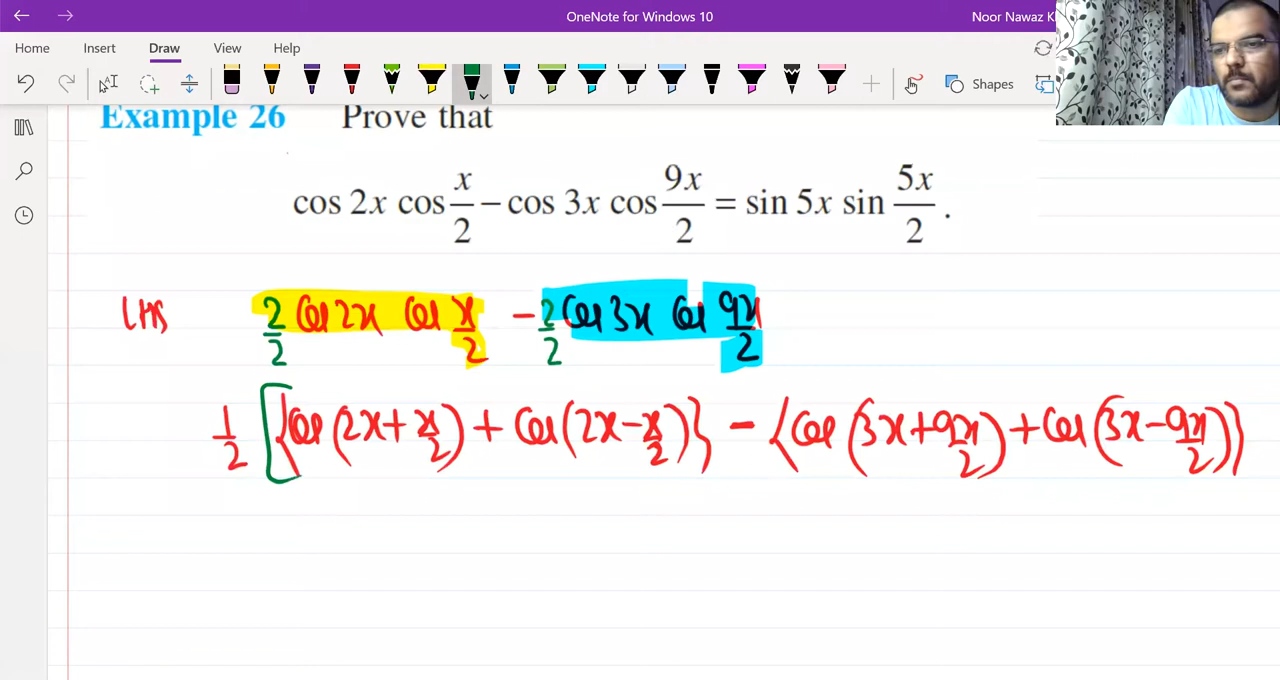 OneNote for Windows 10
Noor Nawaz K
Home Insert Draw View Help
Shapes
Example 26 Prove that
cos 2x cos x/2 − cos 3x cos 9x/2 = sin 5x sin 5x/2 .
LHS 2/2 Cos 2x Cos x/2 − 2/2 Cos 3x Cos 9x/2
1/2 [{Cos (2x + x/2) + Cos (2x − x/2)} − {Cos (3x + 9x/2) + Cos (3x − 9x/2)}